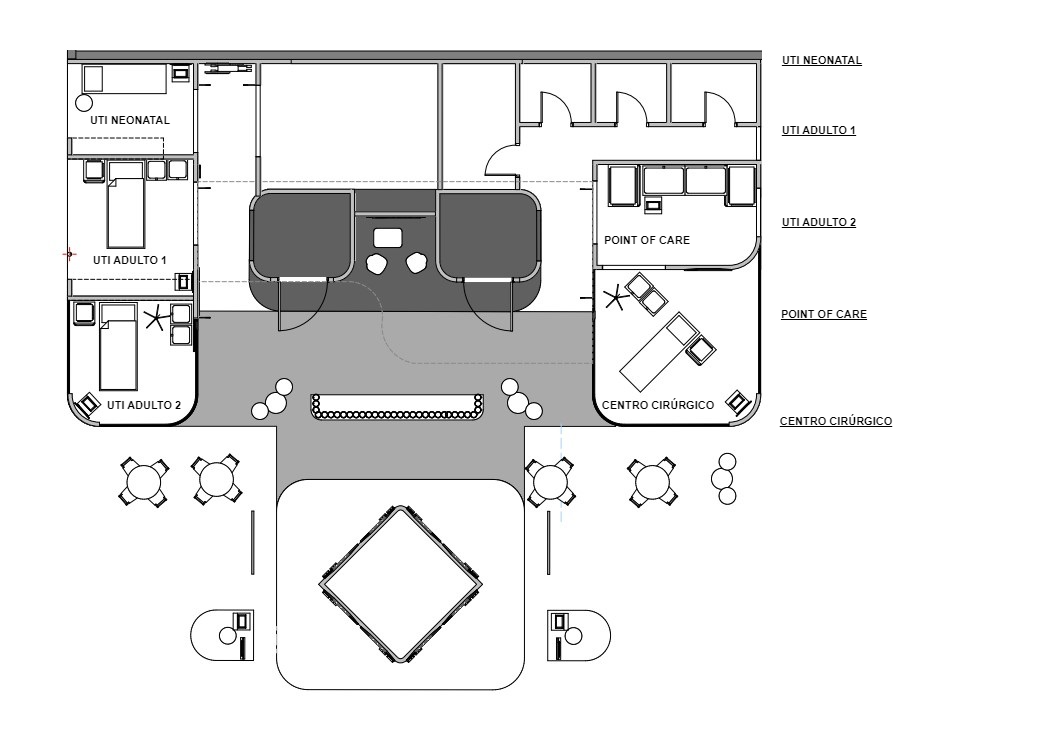 UTI NEONATAL
UTI NEONATAL
UTI ADULTO 1
UTI ADULTO 2
POINT OF CARE
UTI ADULTO 1
POINT OF CARE
UTI ADULTO 2
CENTRO CIRÚRGICO
CENTRO CIRÚRGICO